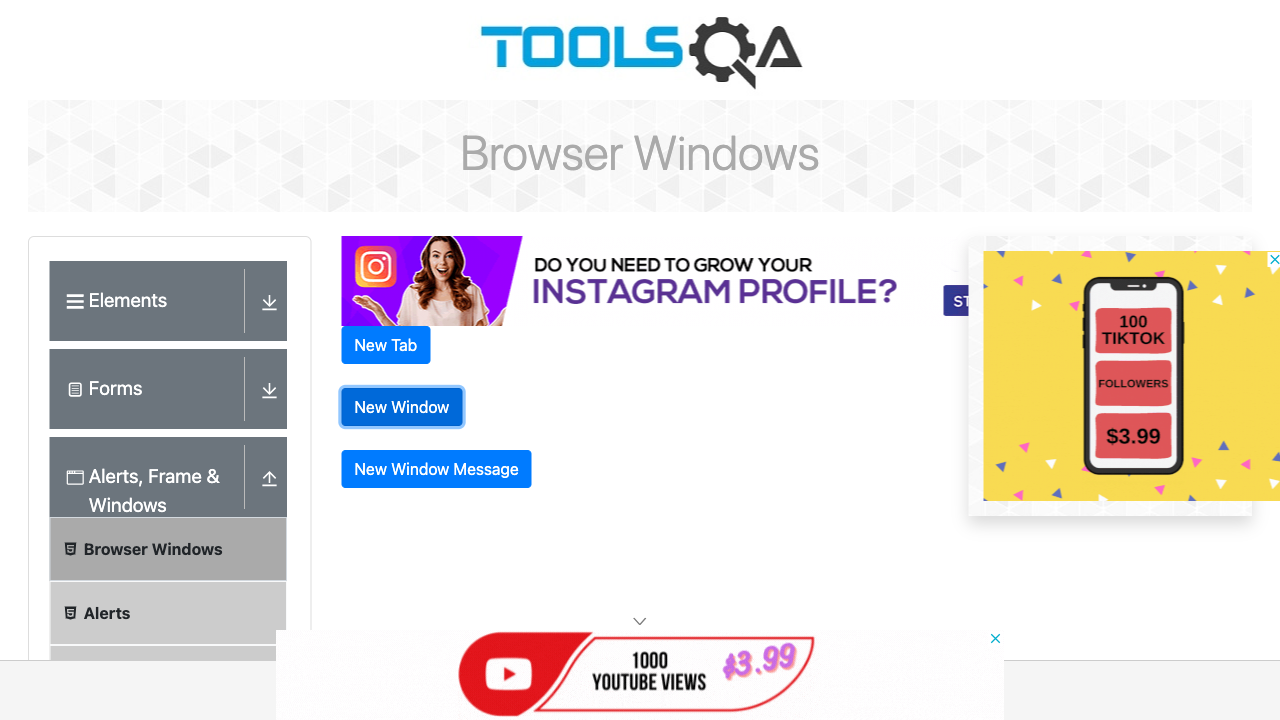 TOOLSQA
Browser Windows
Elements
Forms
Alerts, Frame &
Windows
Browser Windows
Alerts
DO YOU NEED TO GROW YOUR
INSTAGRAM PROFILE?
ST
New Tab
New Window
New Window Message
100
TIKTOK
FOLLOWERS
$3.99
1000
YOUTUBE VIEWS
$3.99